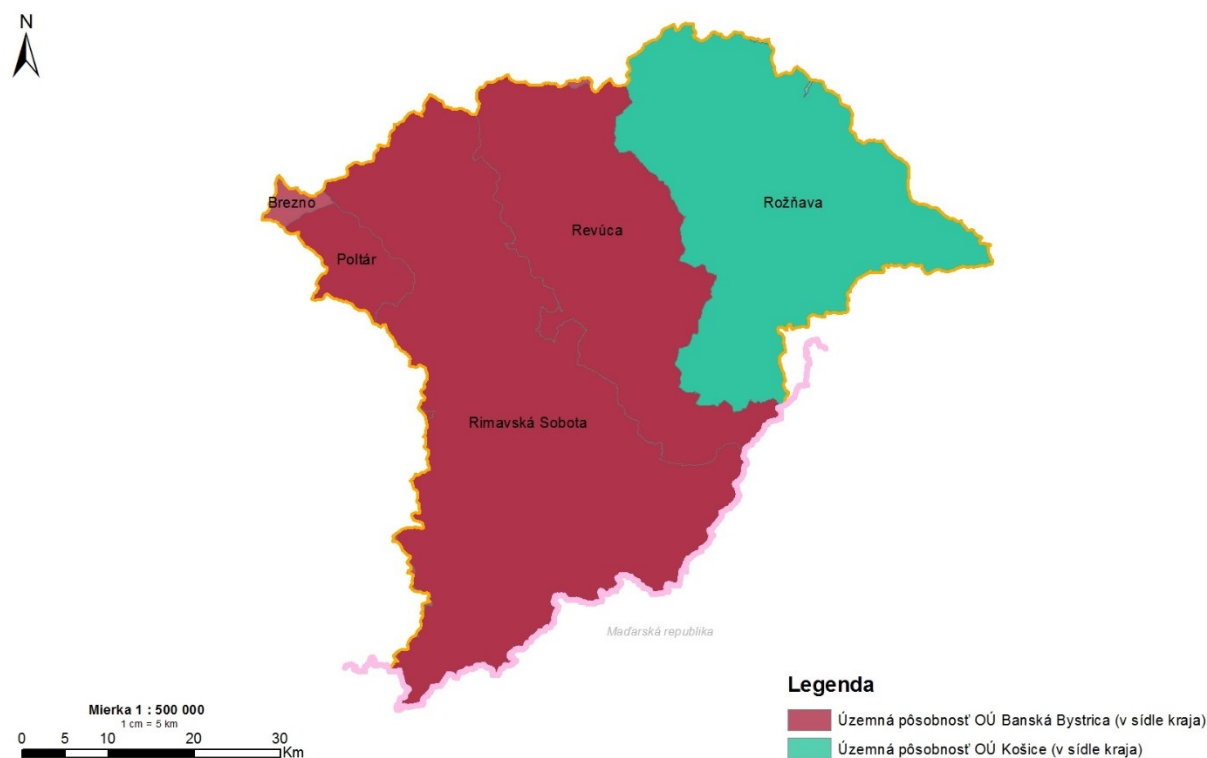 N
Brezno
Poltár
Revúca
Rožňava
Rimavská Sobota
Maďarská republika
Mierka 1 : 500 000
1 cm = 5 km
0 5 10 20 30
Km
Legenda
Územná pôsobnosť OÚ Banská Bystrica (v sídle kraja)
Územná pôsobnosť OÚ Košice (v sídle kraja)